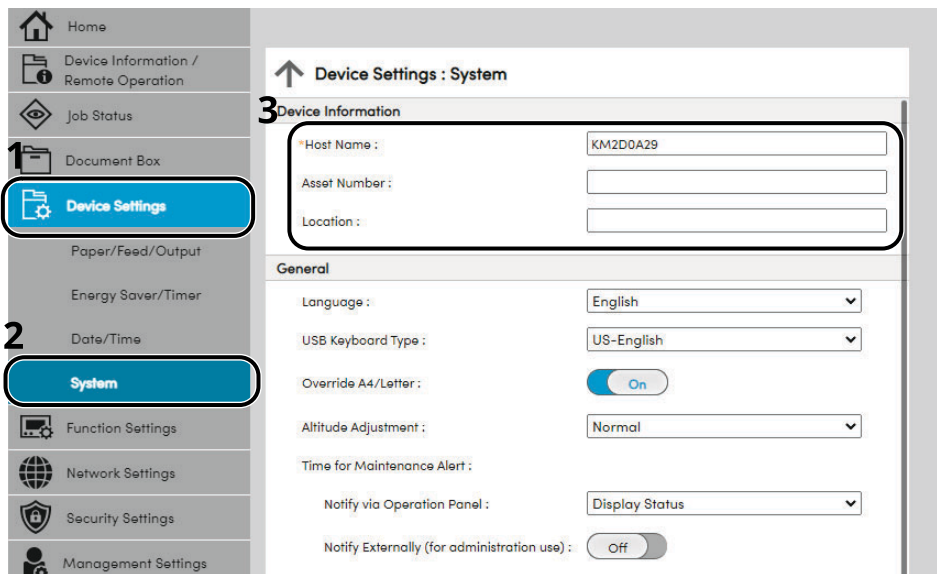 Home
Device Information /
Remote Operation
Job Status
1
Document Box
Device Settings
Paper/Feed/Output
Energy Saver/Timer
2
Date/Time
System
Function Settings
Network Settings
Security Settings
Management Settings
Device Settings : System
3
Device Information
*Host Name : KM2D0A29
Asset Number :
Location :
General
Language : English
USB Keyboard Type : US-English
Override A4/Letter : On
Altitude Adjustment : Normal
Time for Maintenance Alert :
Notify via Operation Panel : Display Status
Notify Externally (for administration use) : Off